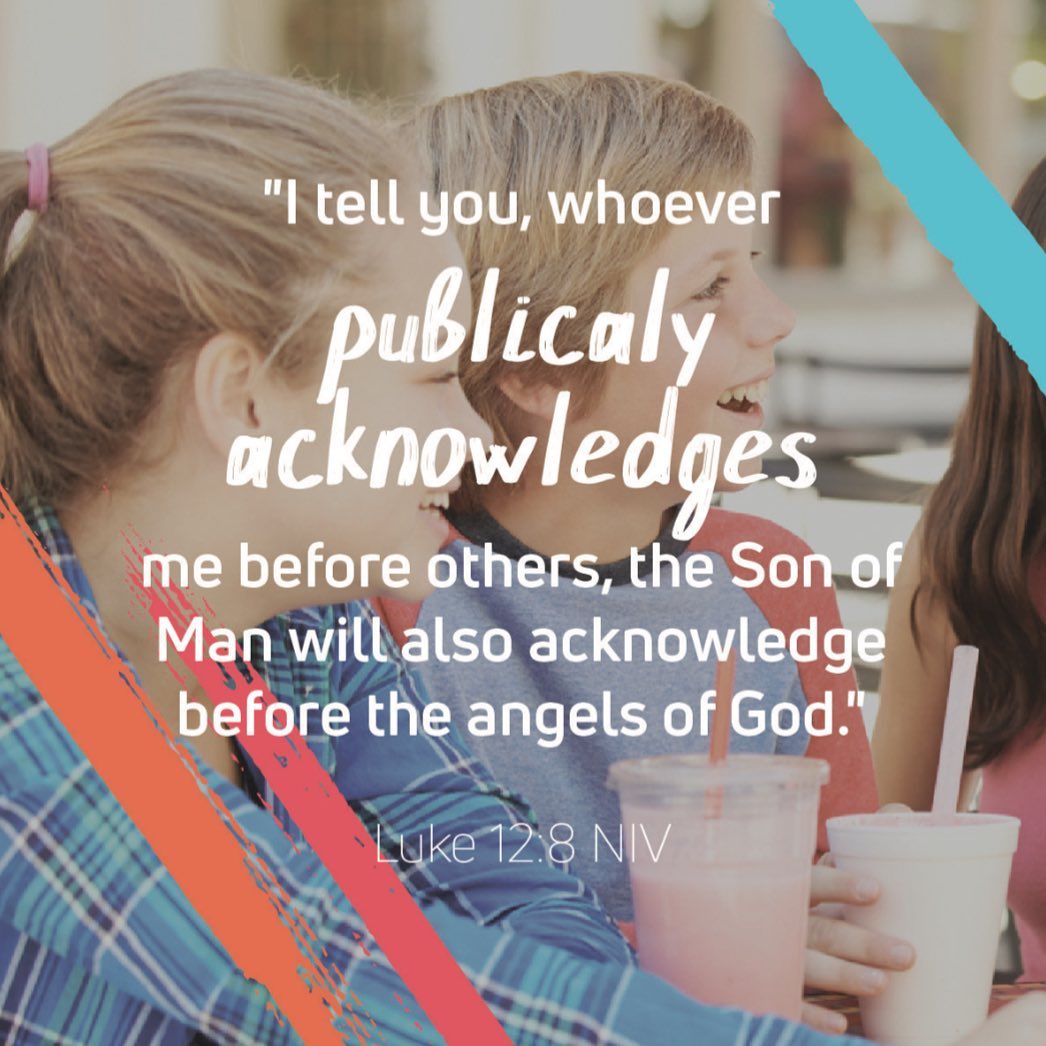 "I tell you, whoever
publicaly
acknowledges
me before others, the Son of
Man will also acknowledge
before the angels of God."
Luke 12:8 NIV